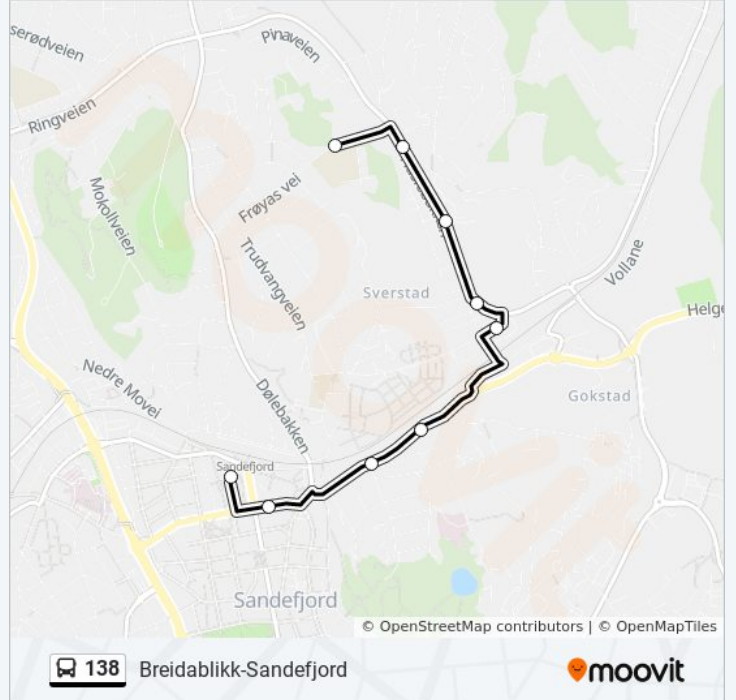 serødveien
Pinaveien
Ringveien
Mokollveien
Frøyas vei
Trudvangveien
Sverstad
Vollane
Helge
Nedre Movei
Dølebakken
Gokstad
Sandefjord
Sandefjord
© OpenStreetMap contributors | © OpenMapTiles
138 Breidablikk-Sandefjord
moovit